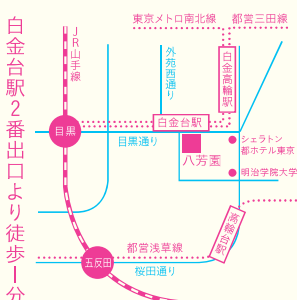 白金台駅2番出口より徒歩1分
JR山手線
東京メトロ南北線
都営三田線
外苑西通り
白金高輪駅
白金台駅
目黒
目黒通り
八芳園
シェラトン
都ホテル東京
明治学院大学
高輪台駅
都営浅草線
五反田
桜田通り